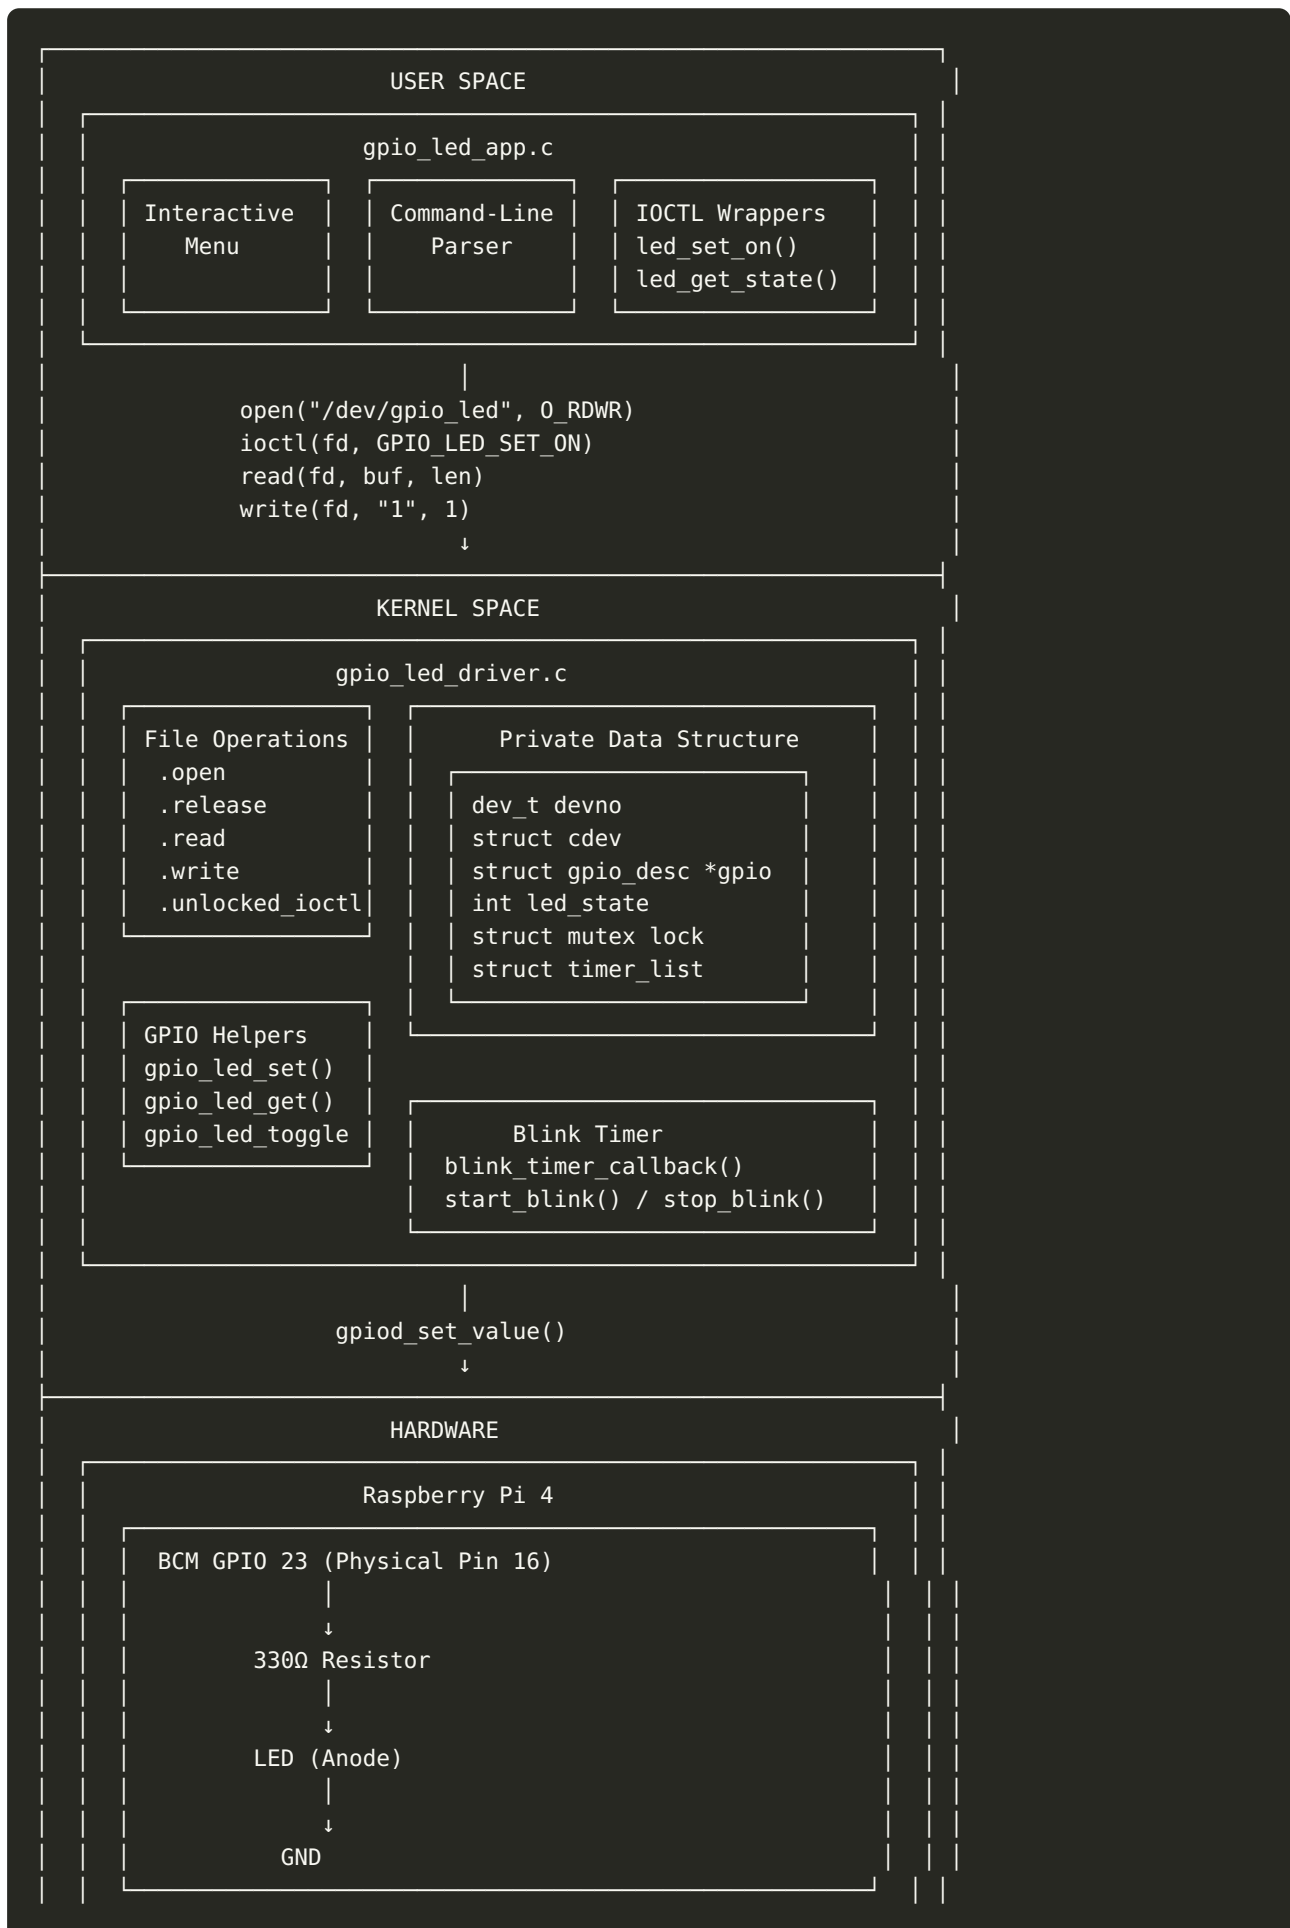 USER SPACE
gpio_led_app.c
Interactive Command-Line IOCTL Wrappers
Menu Parser led_set_on()
led_get_state()
open("/dev/gpio_led", O_RDWR)
ioctl(fd, GPIO_LED_SET_ON)
read(fd, buf, len)
write(fd, "1", 1)
↓
KERNEL SPACE
gpio_led_driver.c
File Operations Private Data Structure
.open
.release dev_t devno
.read struct cdev
.write struct gpio_desc *gpio
.unlocked_ioctl int led_state
struct mutex lock
struct timer_list
GPIO Helpers
gpio_led_set()
gpio_led_get()
gpio_led_toggle Blink Timer
blink_timer_callback()
start_blink() / stop_blink()
gpiod_set_value()
↓
HARDWARE
Raspberry Pi 4
BCM GPIO 23 (Physical Pin 16)
↓
330Ω Resistor
↓
LED (Anode)
↓
GND